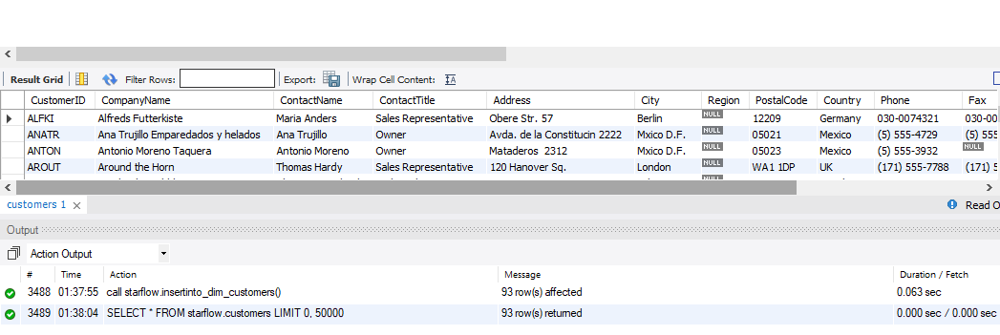 Result Grid Filter Rows: Export: Wrap Cell Content:
CustomerID CompanyName ContactName ContactTitle Address City Region PostalCode Country Phone Fax
ALFKI Alfreds Futterkiste Maria Anders Sales Representative Obere Str. 57 Berlin NULL 12209 Germany 030-0074321 030-00
ANATR Ana Trujillo Emparedados y helados Ana Trujillo Owner Avda. de la Constitucin 2222 Mxico D.F. NULL 05021 Mexico (5) 555-4729 (5) 555
ANTON Antonio Moreno Taquera Antonio Moreno Owner Mataderos 2312 Mxico D.F. NULL 05023 Mexico (5) 555-3932 NULL
AROUT Around the Horn Thomas Hardy Sales Representative 120 Hanover Sq. London NULL WA1 1DP UK (171) 555-7788 (171) 5
customers 1 Read O
Output
Action Output
# Time Action Message Duration / Fetch
3488 01:37:55 call starflow.insertinto_dim_customers() 93 row(s) affected 0.063 sec
3489 01:38:04 SELECT * FROM starflow.customers LIMIT 0, 50000 93 row(s) returned 0.000 sec / 0.000 sec